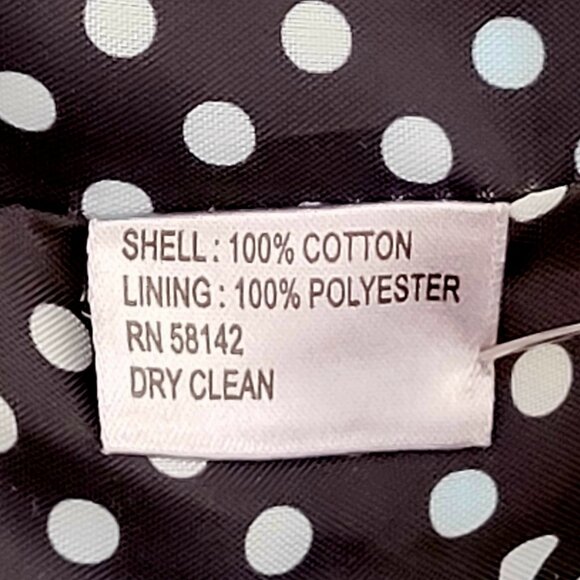 SHELL : 100% COTTON
LINING : 100% POLYESTER
RN 58142
DRY CLEAN